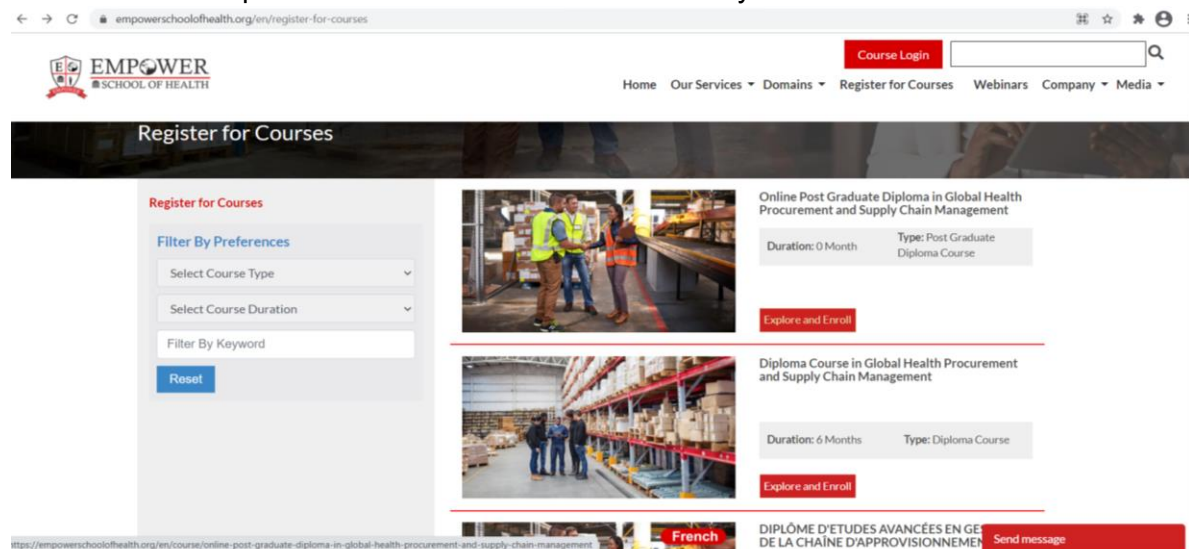 empowerschoolofhealth.org/en/register-for-courses
Course Login
EMPOWER
SCHOOL OF HEALTH
Home Our Services Domains Register for Courses Webinars Company Media
Register for Courses
Register for Courses
Filter By Preferences
Select Course Type
Select Course Duration
Filter By Keyword
Reset
Online Post Graduate Diploma in Global Health
Procurement and Supply Chain Management
Duration: 0 Month
Type: Post Graduate
Diploma Course
Explore and Enroll
Diploma Course in Global Health Procurement
and Supply Chain Management
Duration: 6 Months Type: Diploma Course
Explore and Enroll
French
DIPLÔME D'ETUDES AVANCÉES EN
DE LA CHAÎNE
Send message
https://empowerschoolofhealth.org/en/course/online-post-graduate-diploma-in-global-health-procurement-and-supply-chain-management